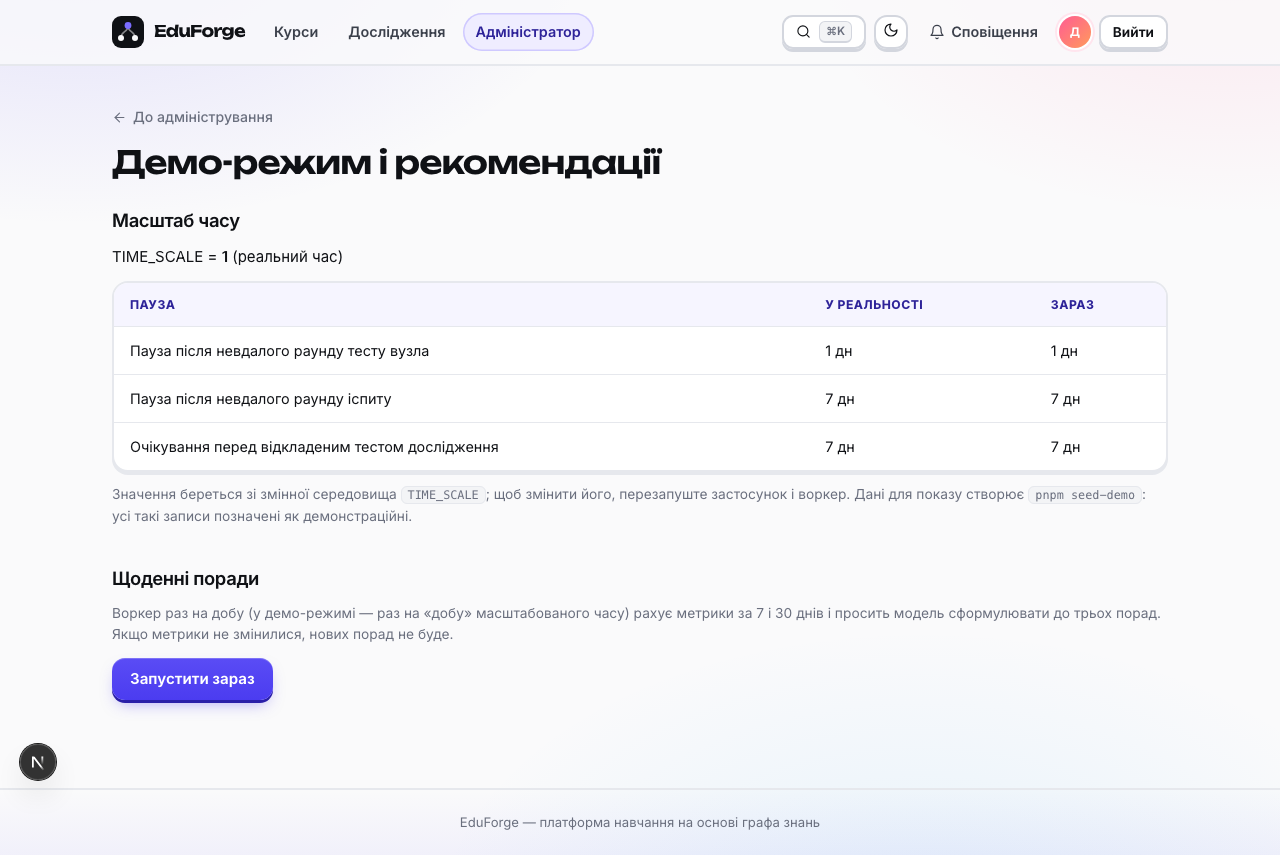 EduForge
Курси
Дослідження
Адміністратор
⌘K
Сповіщення
Д
Вийти
← До адміністрування
Демо-режим і рекомендації
Масштаб часу
TIME_SCALE = 1 (реальний час)
ПАУЗА У РЕАЛЬНОСТІ ЗАРАЗ
Пауза після невдалого раунду тесту вузла 1 дн 1 дн
Пауза після невдалого раунду іспиту 7 дн 7 дн
Очікування перед відкладеним тестом дослідження 7 дн 7 дн
Значення береться зі змінної середовища TIME_SCALE; щоб змінити його, перезапуште застосунок і воркер. Дані для показу створює pnpm seed-demo:
усі такі записи позначені як демонстраційні.
Щоденні поради
Воркер раз на добу (у демо-режимі — раз на «добу» масштабованого часу) рахує метрики за 7 і 30 днів і просить модель сформулювати до трьох порад.
Якщо метрики не змінилися, нових порад не буде.
Запустити зараз
N
EduForge — платформа навчання на основі графа знань